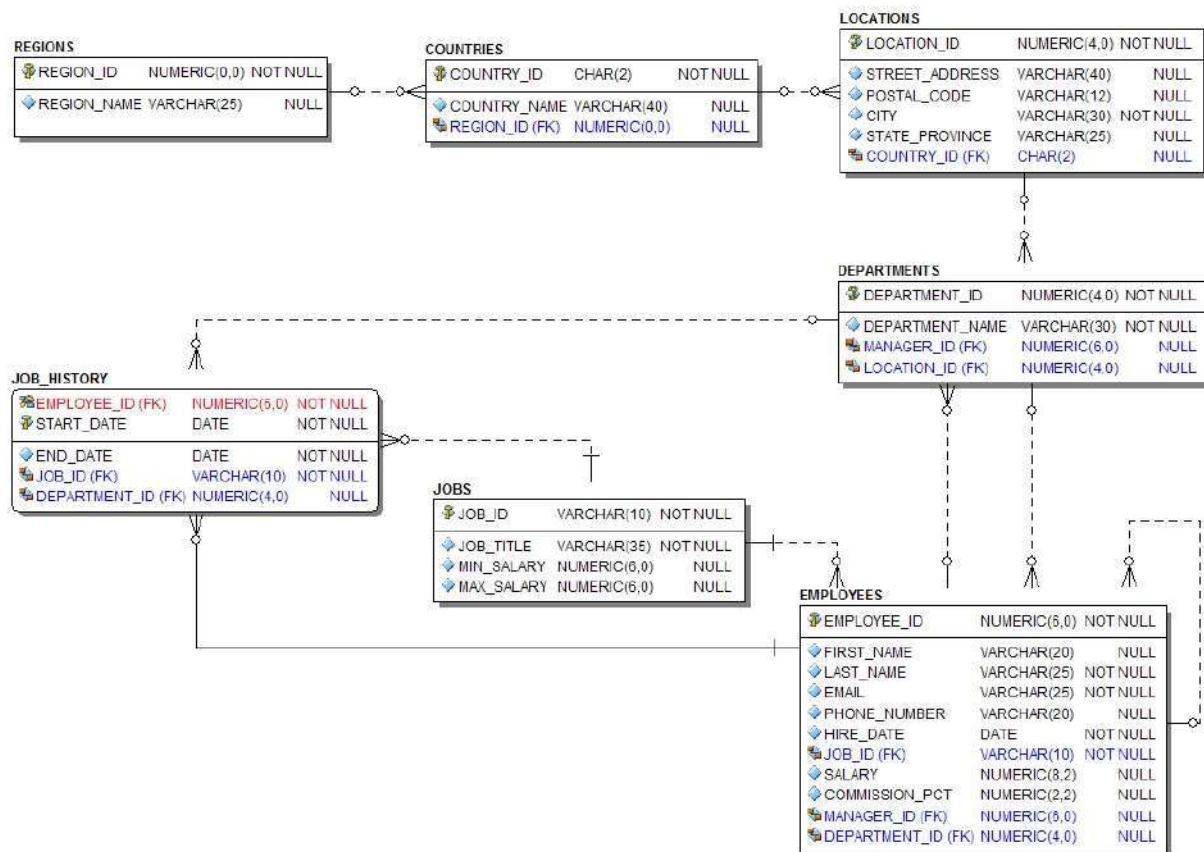 REGIONS
REGION_ID NUMERIC(0,0) NOT NULL
REGION_NAME VARCHAR(25) NULL
COUNTRIES
COUNTRY_ID CHAR(2) NOT NULL
COUNTRY_NAME VARCHAR(40) NULL
REGION_ID (FK) NUMERIC(0,0) NULL
LOCATIONS
LOCATION_ID NUMERIC(4,0) NOT NULL
STREET_ADDRESS VARCHAR(40) NULL
POSTAL_CODE VARCHAR(12) NULL
CITY VARCHAR(30) NOT NULL
STATE_PROVINCE VARCHAR(25) NULL
COUNTRY_ID (FK) CHAR(2) NULL
DEPARTMENTS
DEPARTMENT_ID NUMERIC(4,0) NOT NULL
DEPARTMENT_NAME VARCHAR(30) NOT NULL
MANAGER_ID (FK) NUMERIC(6,0) NULL
LOCATION_ID (FK) NUMERIC(4,0) NULL
JOB_HISTORY
EMPLOYEE_ID (FK) NUMERIC(6,0) NOT NULL
START_DATE DATE NOT NULL
END_DATE DATE NOT NULL
JOB_ID (FK) VARCHAR(10) NOT NULL
DEPARTMENT_ID (FK) NUMERIC(4,0) NULL
JOBS
JOB_ID VARCHAR(10) NOT NULL
JOB_TITLE VARCHAR(35) NOT NULL
MIN_SALARY NUMERIC(6,0) NULL
MAX_SALARY NUMERIC(6,0) NULL
EMPLOYEES
EMPLOYEE_ID NUMERIC(6,0) NOT NULL
FIRST_NAME VARCHAR(20) NULL
LAST_NAME VARCHAR(25) NOT NULL
EMAIL VARCHAR(25) NOT NULL
PHONE_NUMBER VARCHAR(20) NULL
HIRE_DATE DATE NOT NULL
JOB_ID (FK) VARCHAR(10) NOT NULL
SALARY NUMERIC(8,2) NULL
COMMISSION_PCT NUMERIC(2,2) NULL
MANAGER_ID (FK) NUMERIC(6,0) NULL
DEPARTMENT_ID (FK) NUMERIC(4,0) NULL